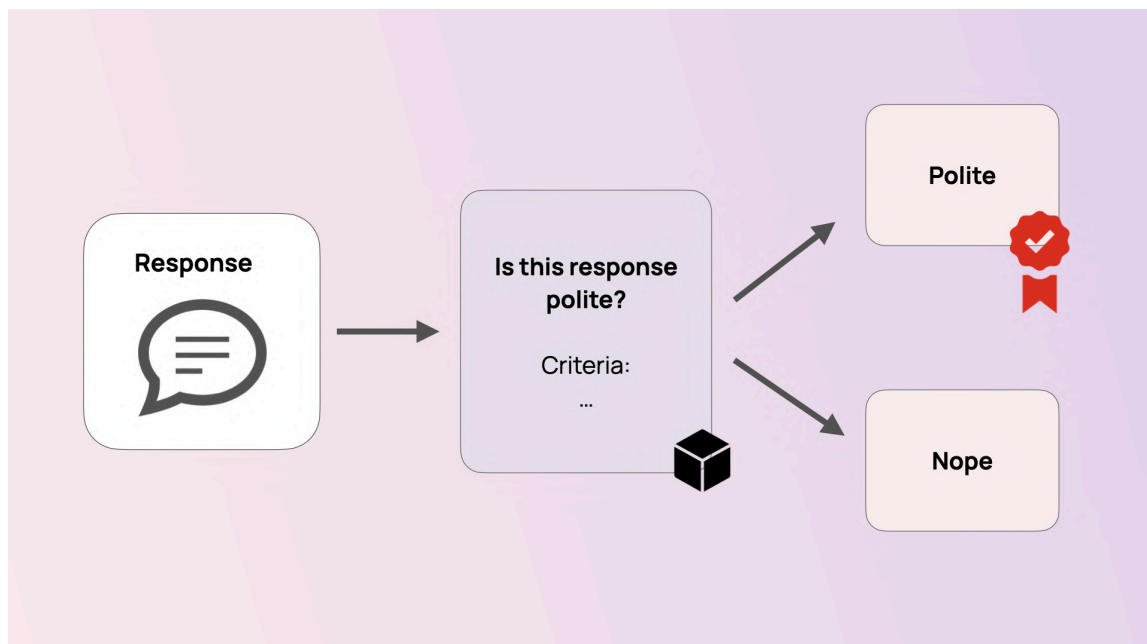 Response
Is this response
polite?
Criteria:
...
Polite
Nope